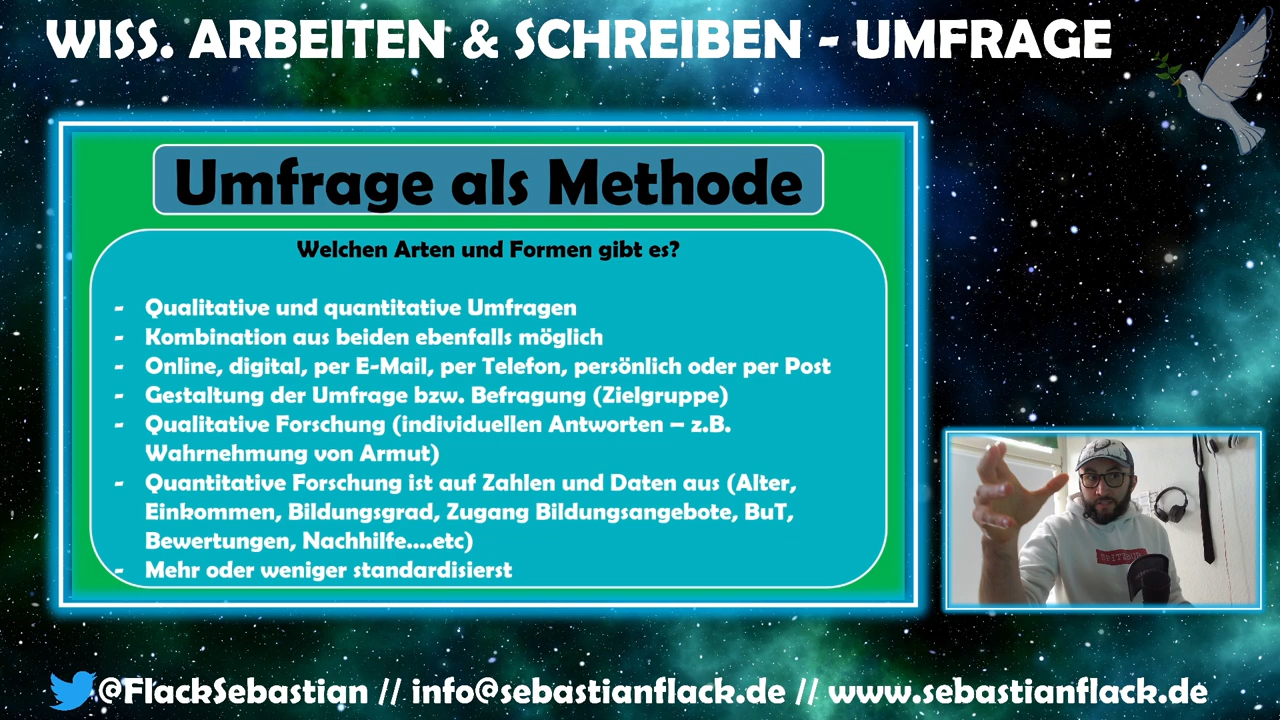 WISS. ARBEITEN & SCHREIBEN - UMFRAGE
Umfrage als Methode
Welchen Arten und Formen gibt es?
- Qualitative und quantitative Umfragen
- Kombination aus beiden ebenfalls möglich
- Online, digital, per E-Mail, per Telefon, persönlich oder per Post
- Gestaltung der Umfrage bzw. Befragung (Zielgruppe)
- Qualitative Forschung (individuellen Antworten – z.B.
Wahrnehmung von Armut)
- Quantitative Forschung ist auf Zahlen und Daten aus (Alter,
Einkommen, Bildungsgrad, Zugang Bildungsangebote, BuT,
Bewertungen, Nachhilfe....etc)
- Mehr oder weniger standardisierst
@FlackSebastian // info@sebastianflack.de // www.sebastianflack.de